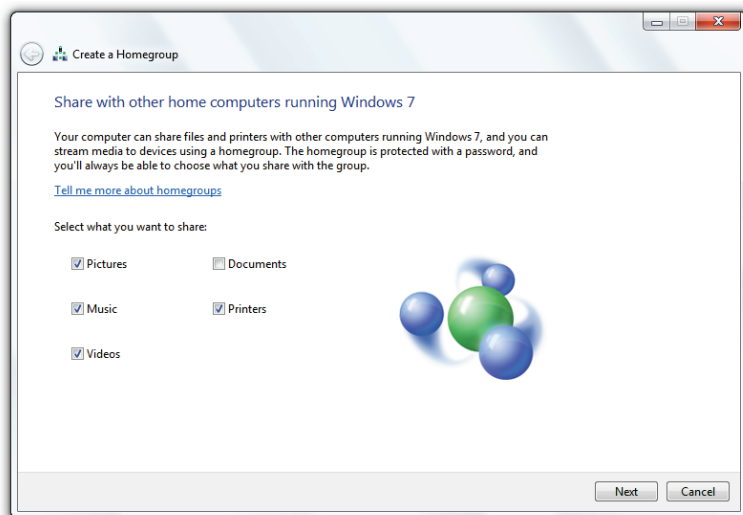 Create a Homegroup
Share with other home computers running Windows 7
Your computer can share files and printers with other computers running Windows 7, and you can
stream media to devices using a homegroup. The homegroup is protected with a password, and
you'll always be able to choose what you share with the group.
Tell me more about homegroups
Select what you want to share:
Pictures Documents
Music Printers
Videos
Next Cancel